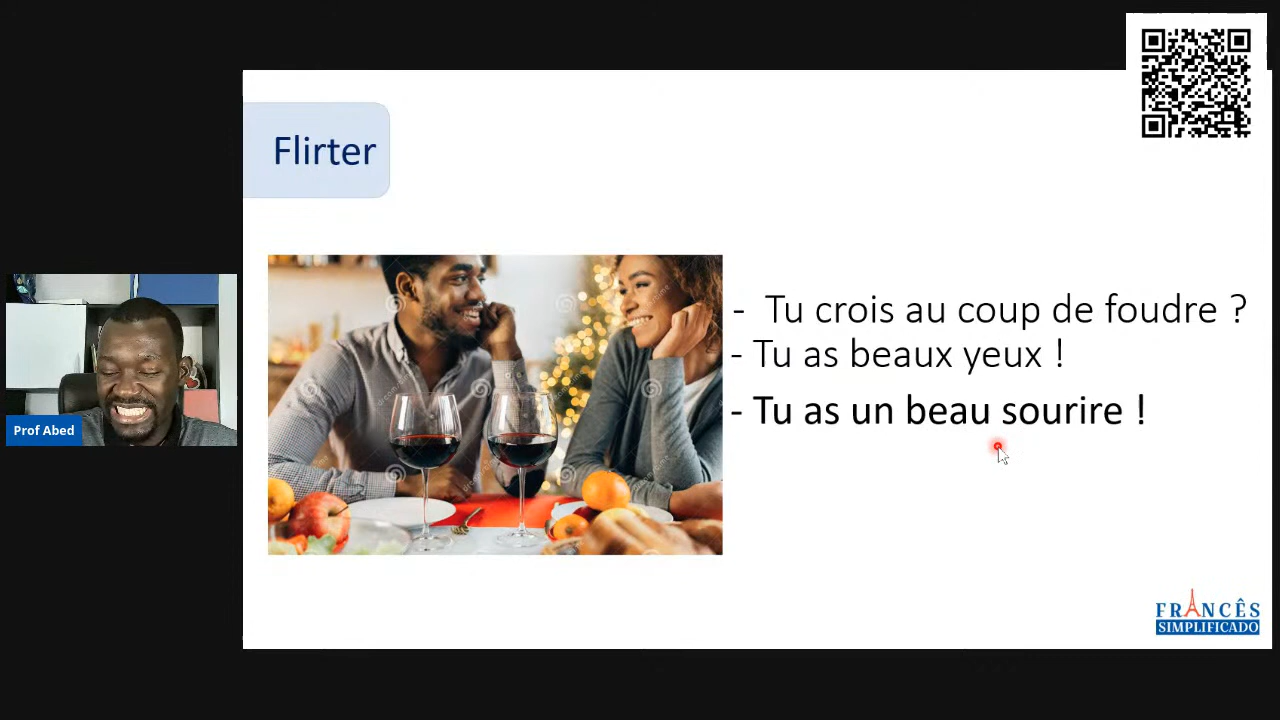 Flirter
- Tu crois au coup de foudre ?
- Tu as beaux yeux !
- Tu as un beau sourire !
Prof Abed
FRANCÊS
SIMPLIFICADO